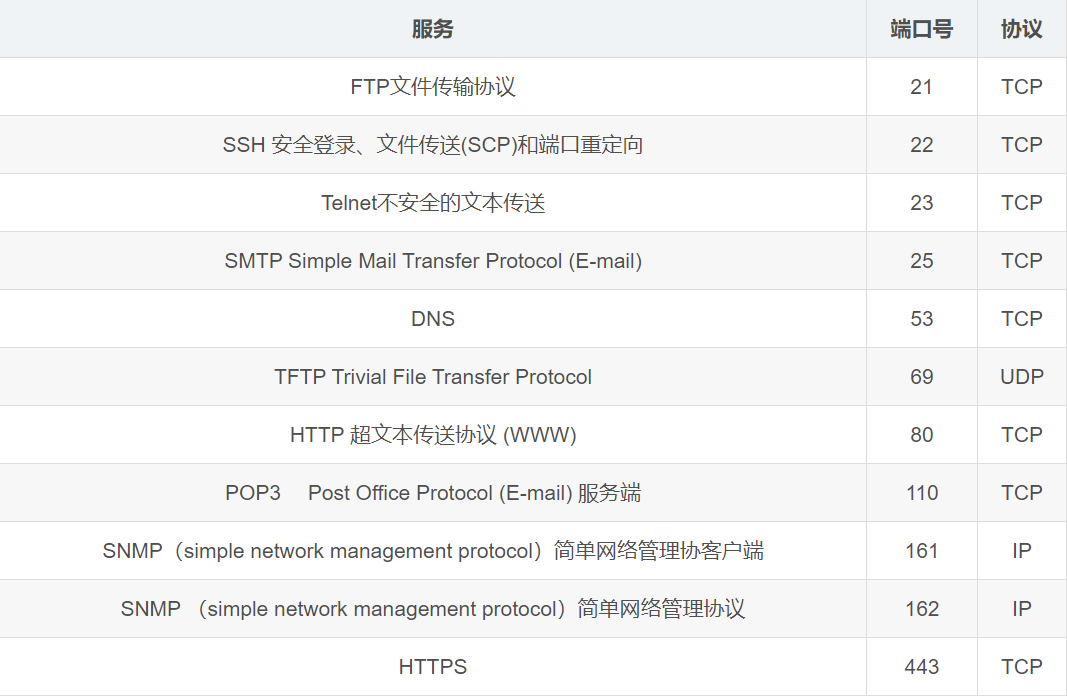 服务 端口号 协议
FTP文件传输协议 21 TCP
SSH 安全登录、文件传送(SCP)和端口重定向 22 TCP
Telnet不安全的文本传送 23 TCP
SMTP Simple Mail Transfer Protocol (E-mail) 25 TCP
DNS 53 TCP
TFTP Trivial File Transfer Protocol 69 UDP
HTTP 超文本传送协议 (WWW) 80 TCP
POP3 Post Office Protocol (E-mail) 服务端 110 TCP
SNMP（simple network management protocol）简单网络管理协客户端 161 IP
SNMP （simple network management protocol）简单网络管理协议 162 IP
HTTPS 443 TCP